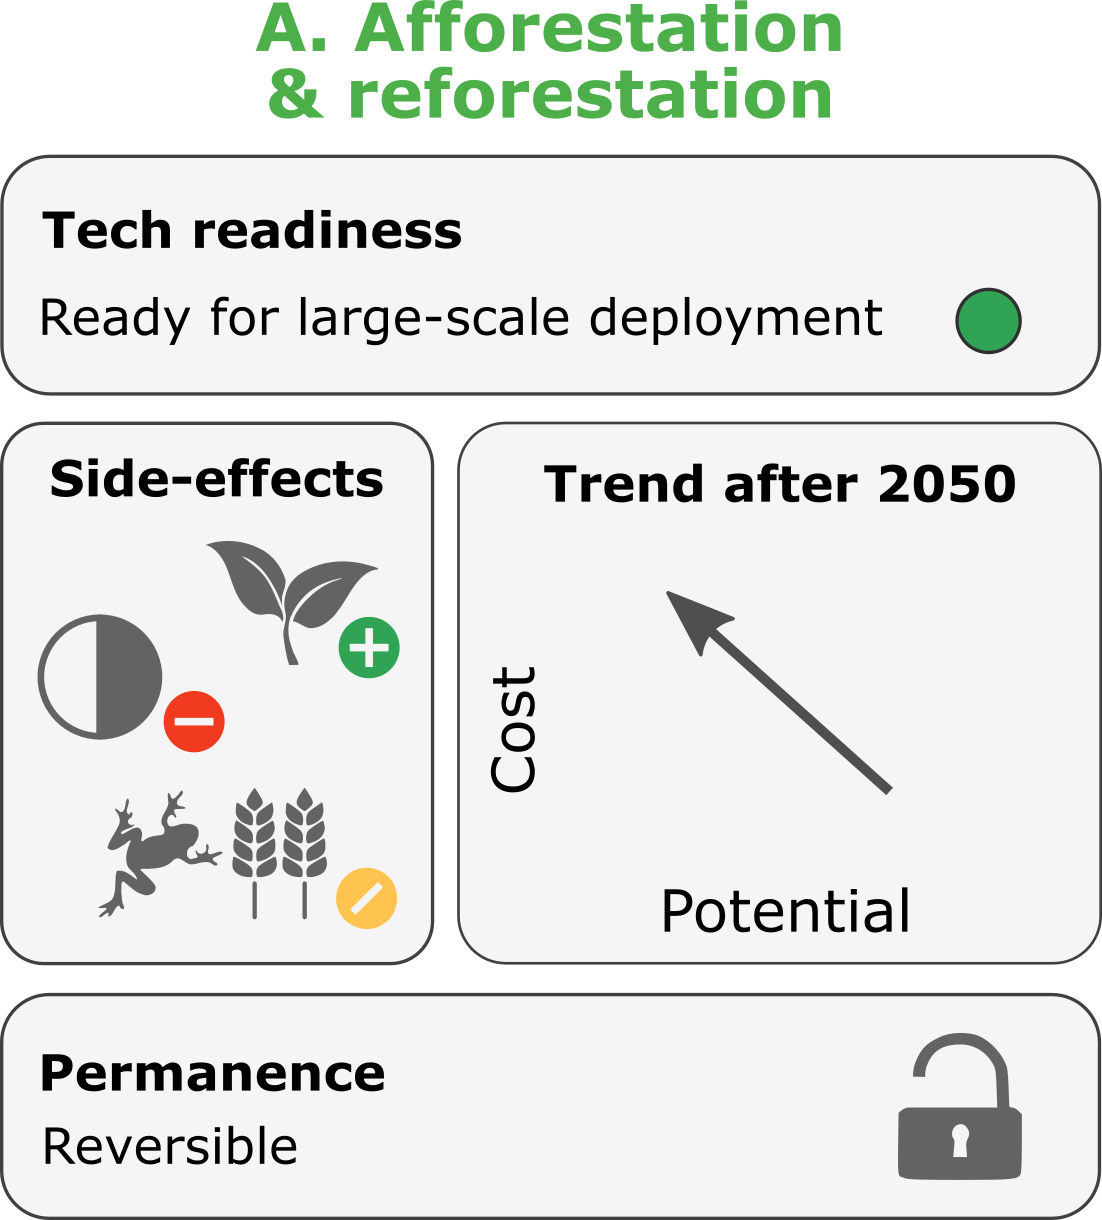 A. Afforestation
& reforestation
Tech readiness
Ready for large-scale deployment
Side-effects
Trend after 2050
Cost
Potential
Permanence
Reversible